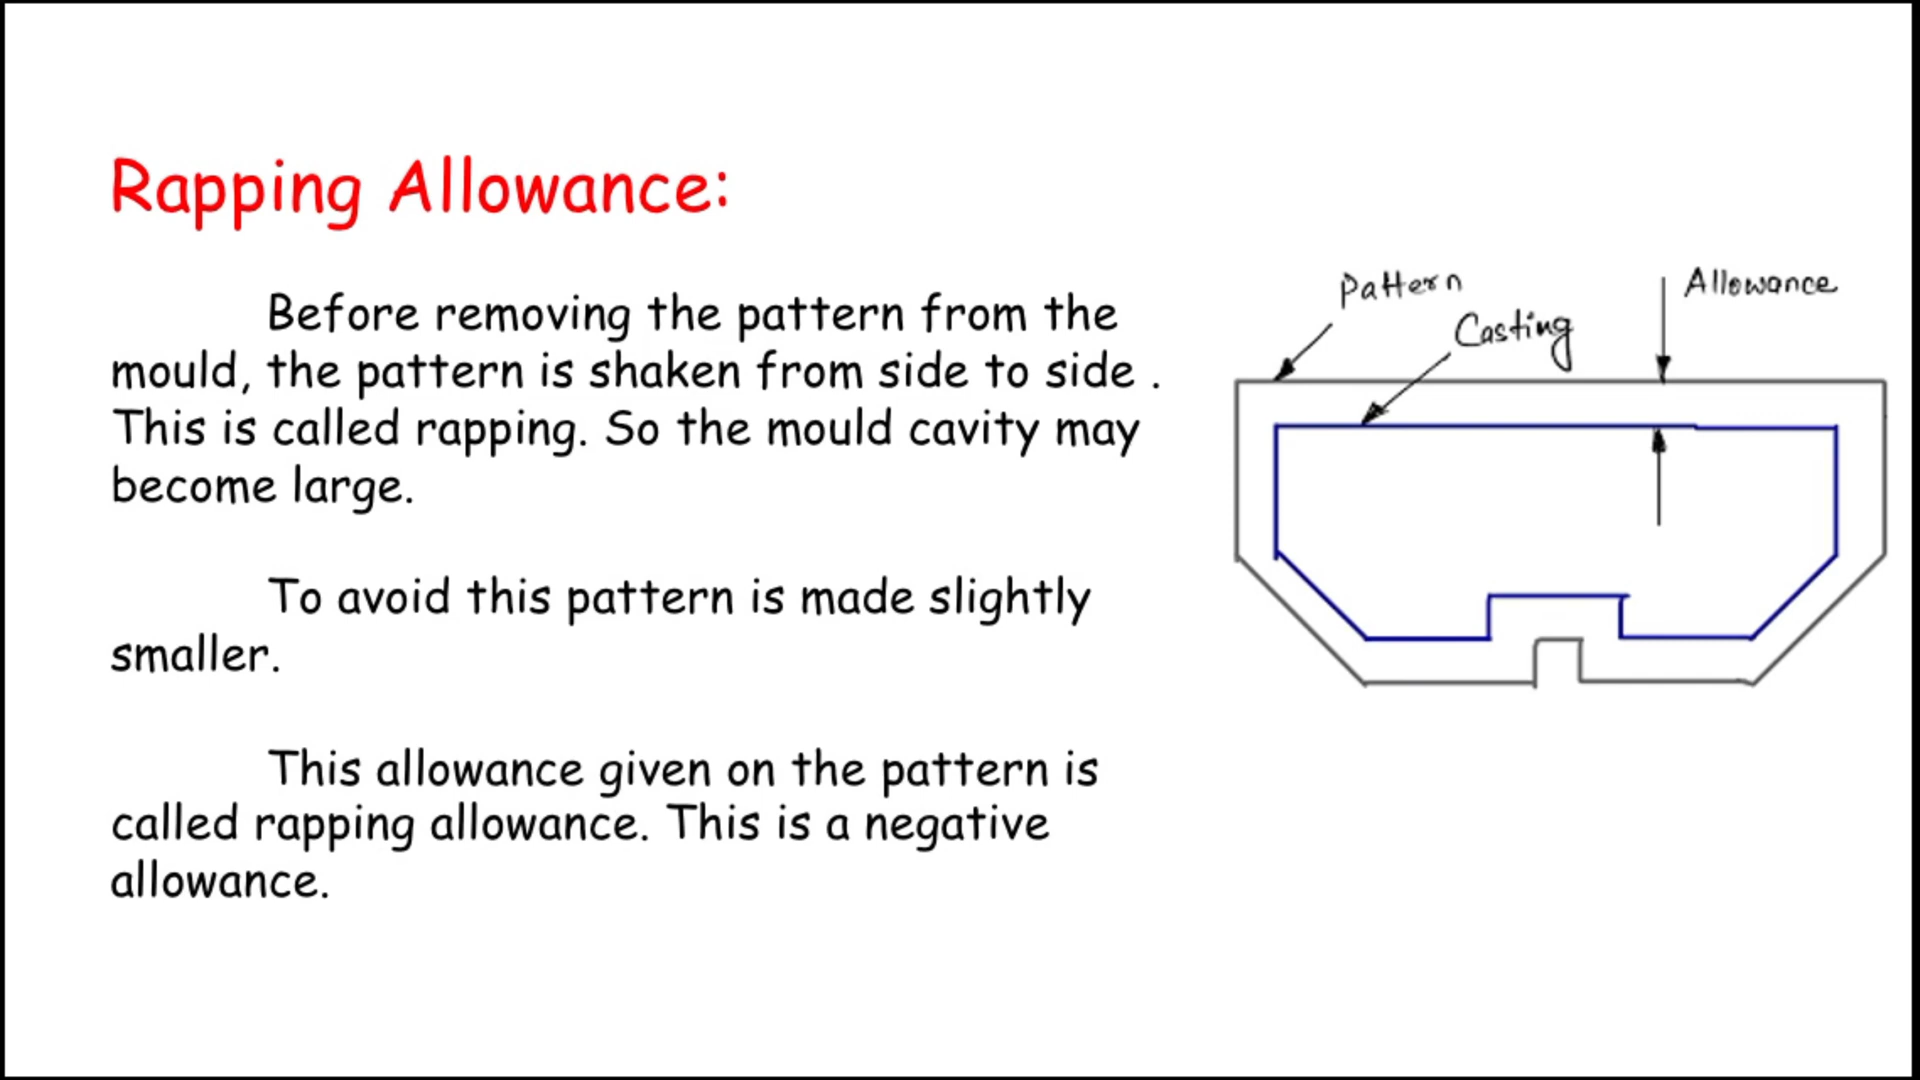 Rapping Allowance:
Before removing the pattern from the
mould, the pattern is shaken from side to side .
This is called rapping. So the mould cavity may
become large.
To avoid this pattern is made slightly
smaller.
This allowance given on the pattern is
called rapping allowance. This is a negative
allowance.
Pattern
Casting
Allowance